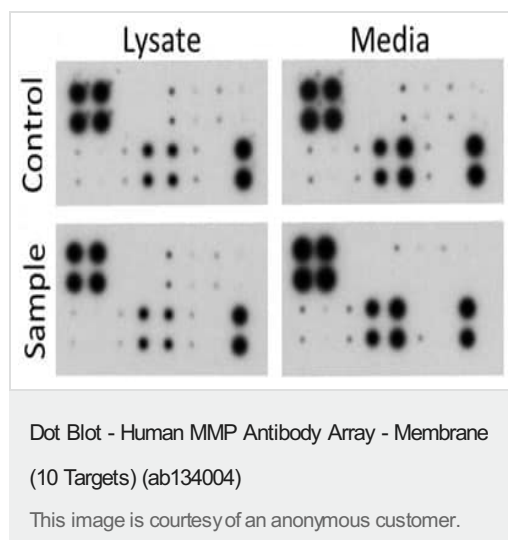 Lysate Media
Control
Sample
Dot Blot - Human MMP Antibody Array - Membrane
(10 Targets) (ab134004)
This image is courtesy of an anonymous customer.